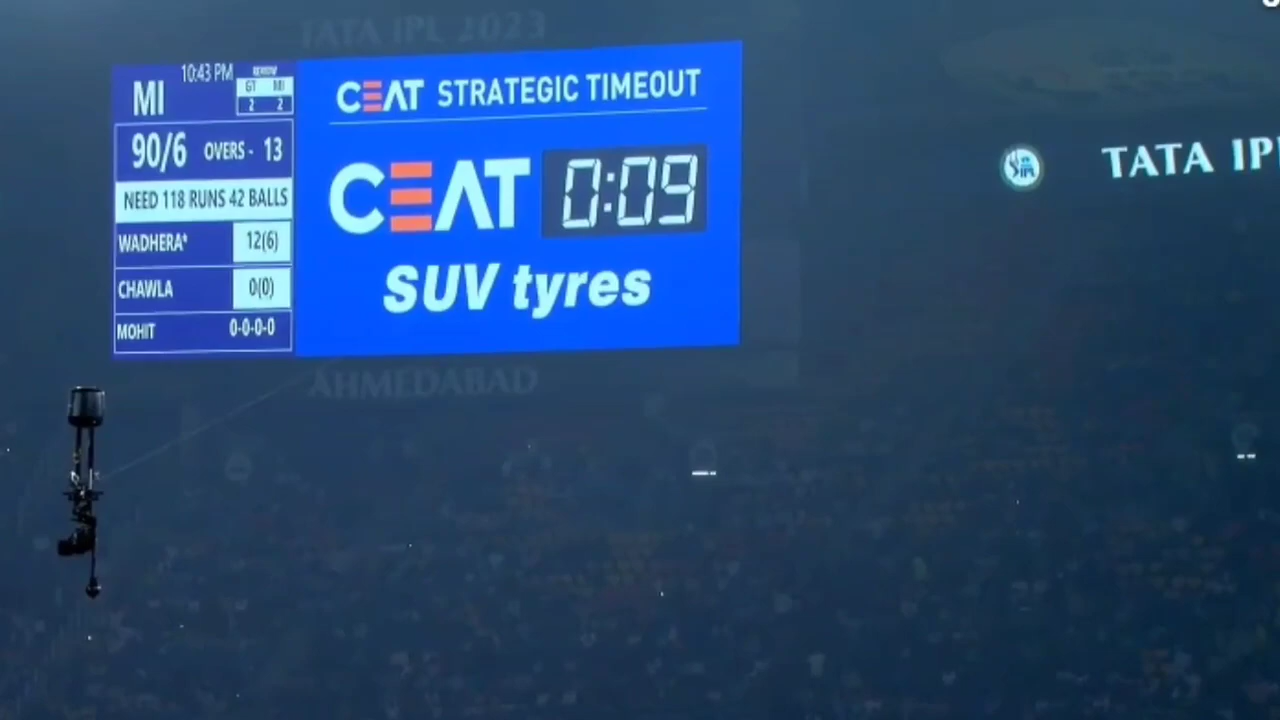 TATA IPL 2023
10:43 PM
REVIEW
MI
GT MI
2 2
90/6 OVERS - 13
NEED 118 RUNS 42 BALLS
WADHERA* 12(6)
CHAWLA 0(0)
MOHIT 0-0-0-0
CEAT STRATEGIC TIMEOUT
CEAT 0:09
SUV tyres
AHMEDABAD
IPL
TATA IPL